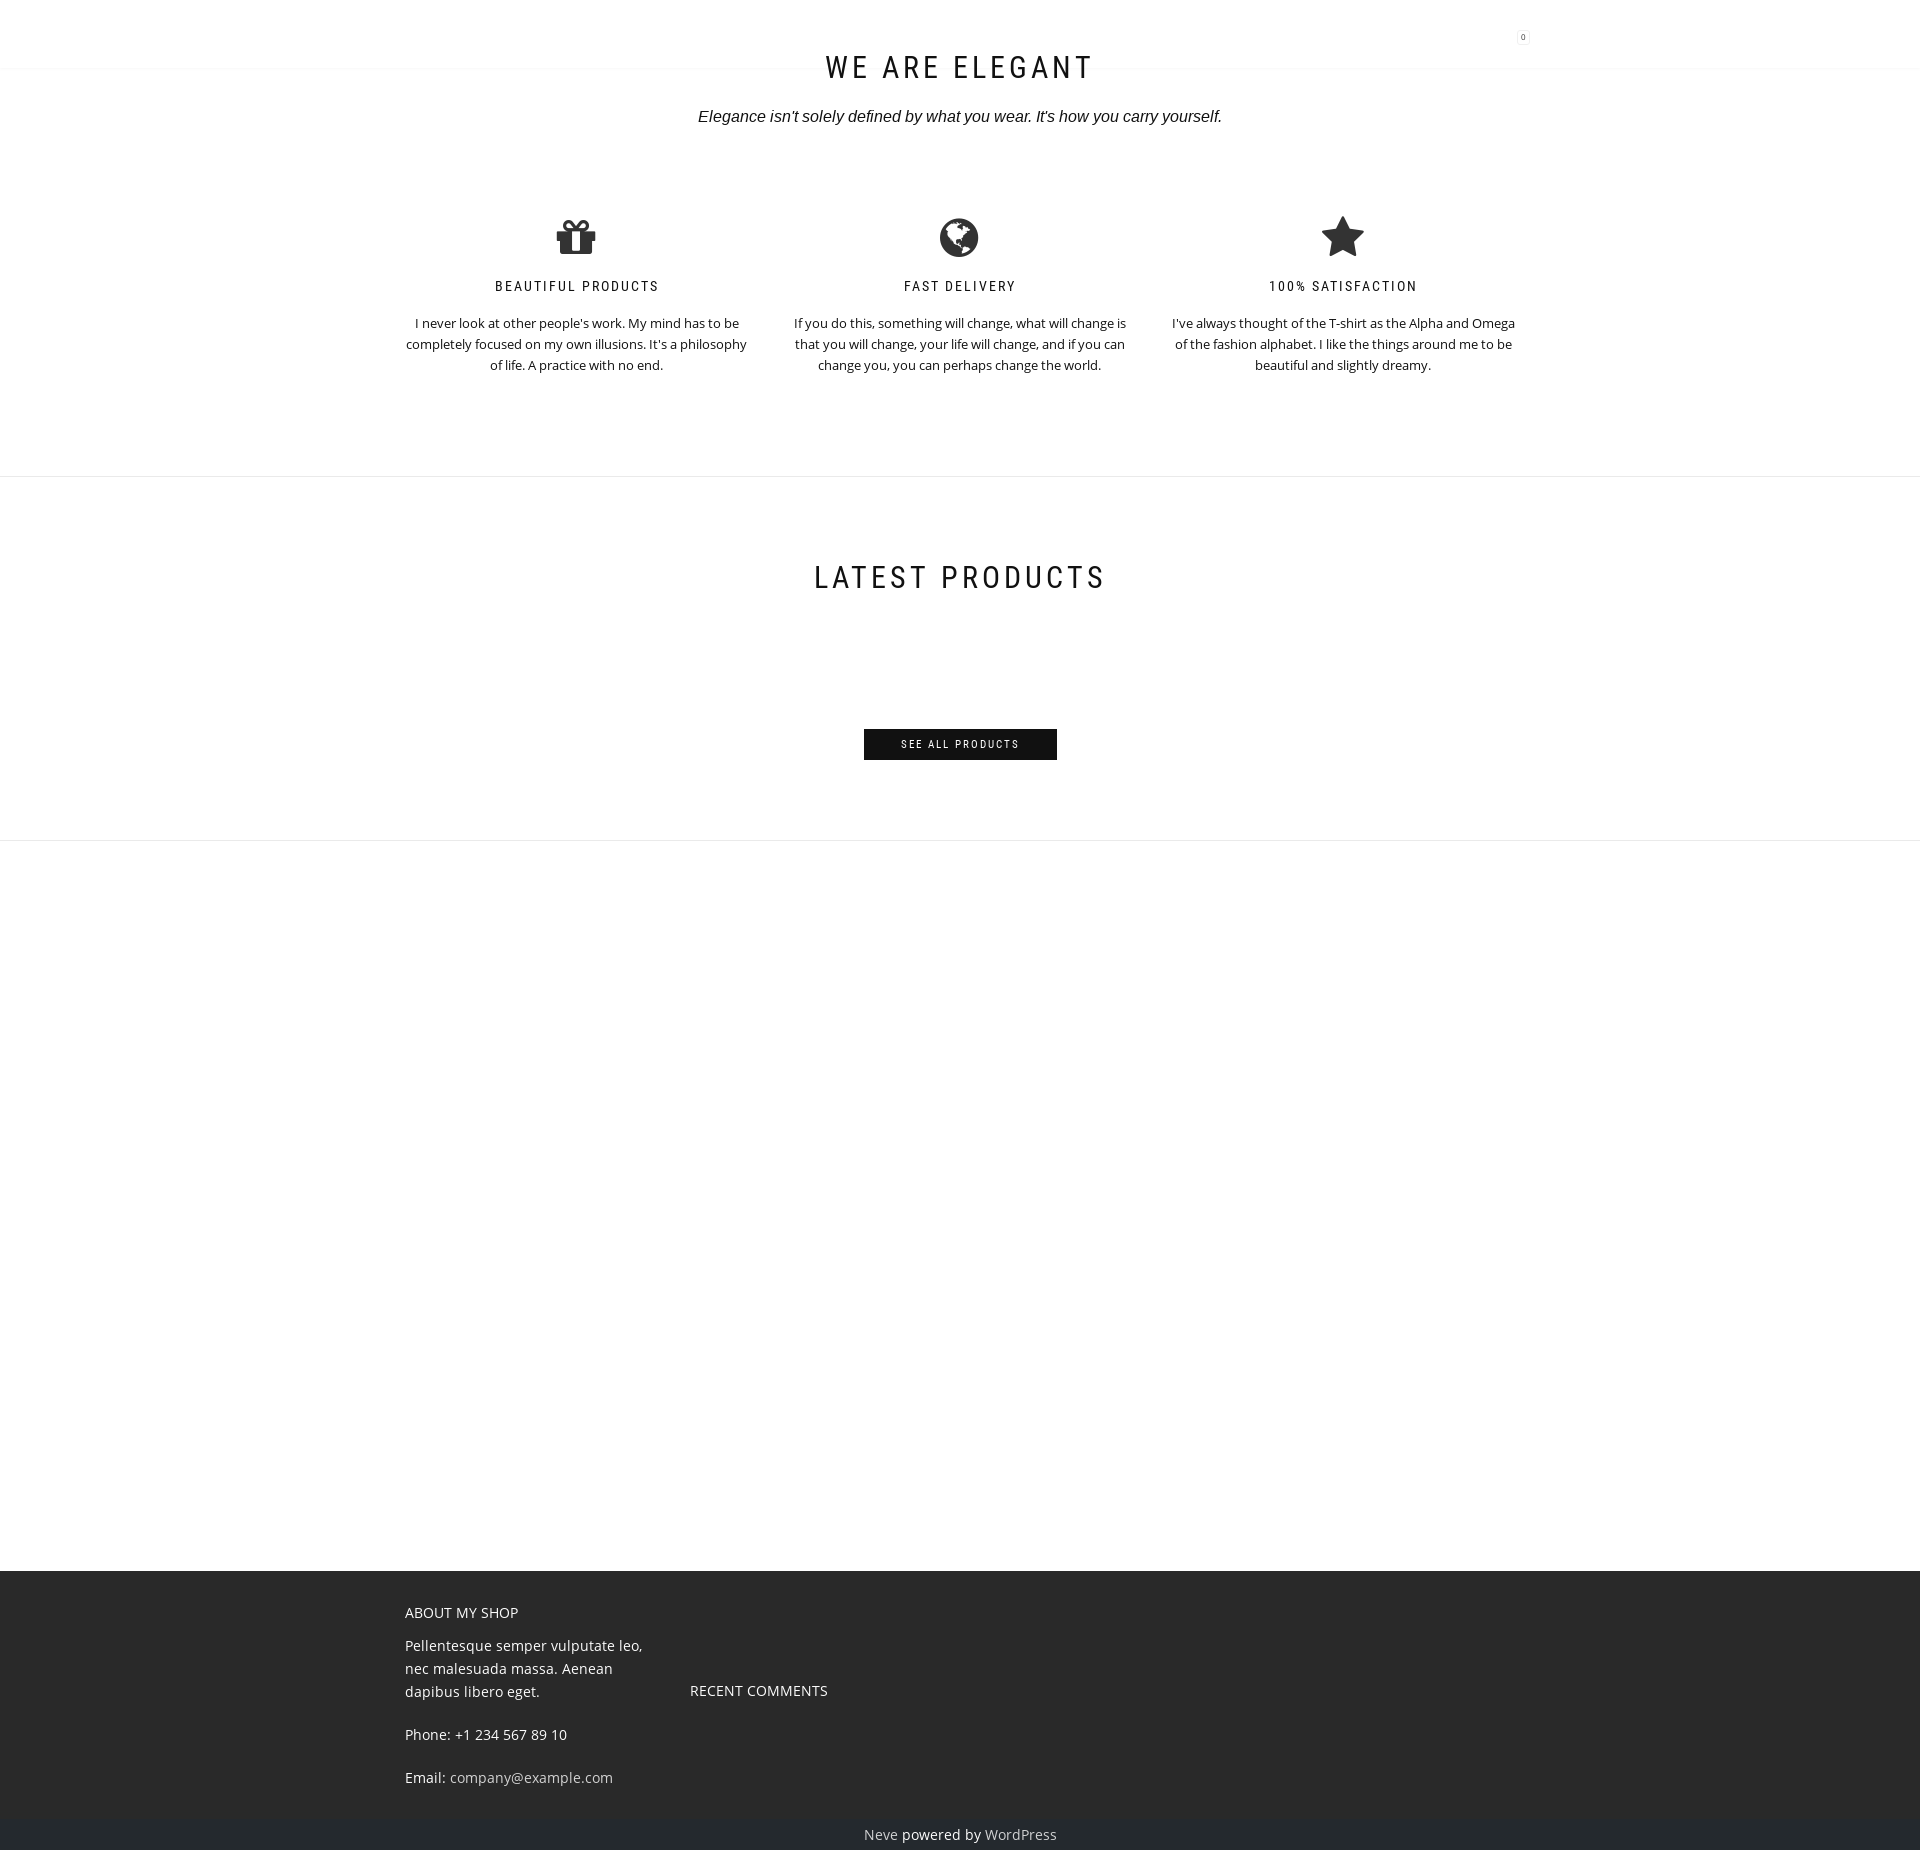 0
WE ARE ELEGANT
Elegance isn't solely defined by what you wear. It's how you carry yourself.
BEAUTIFUL PRODUCTS
I never look at other people's work. My mind has to be
completely focused on my own illusions. It's a philosophy
of life. A practice with no end.
FAST DELIVERY
If you do this, something will change, what will change is
that you will change, your life will change, and if you can
change you, you can perhaps change the world.
100% SATISFACTION
I've always thought of the T-shirt as the Alpha and Omega
of the fashion alphabet. I like the things around me to be
beautiful and slightly dreamy.
LATEST PRODUCTS
SEE ALL PRODUCTS
ABOUT MY SHOP
Pellentesque semper vulputate leo,
nec malesuada massa. Aenean
dapibus libero eget.
Phone: +1 234 567 89 10
Email: company@example.com
RECENT COMMENTS
Neve powered by WordPress